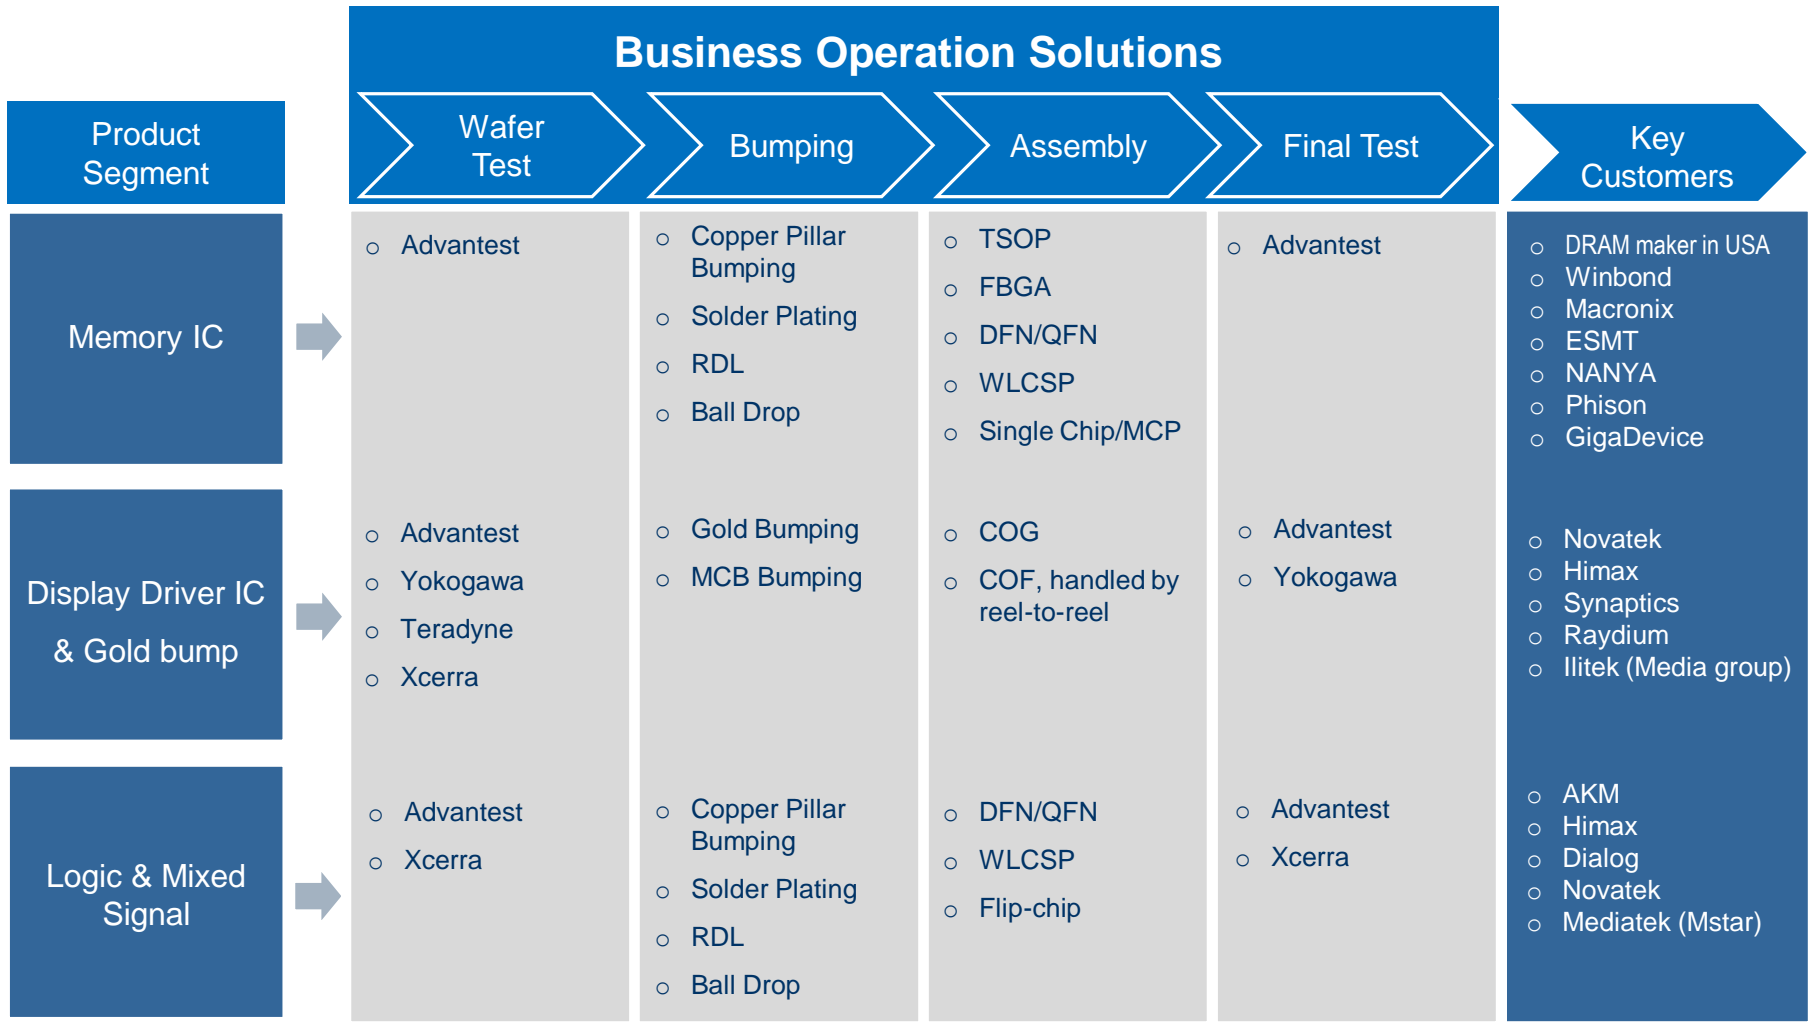 Business Operation Solutions
Product
Segment
Wafer
Test
Bumping
Assembly
Final Test
Key
Customers
Memory IC
o Advantest
o Copper Pillar
Bumping
o Solder Plating
o RDL
o Ball Drop
o TSOP
o FBGA
o DFN/QFN
o WLCSP
o Single Chip/MCP
o Advantest
o DRAM maker in USA
o Winbond
o Macronix
o ESMT
o NANYA
o Phison
o GigaDevice
Display Driver IC
& Gold bump
o Advantest
o Yokogawa
o Teradyne
o Xcerra
o Gold Bumping
o MCB Bumping
o COG
o COF, handled by
reel-to-reel
o Advantest
o Yokogawa
o Novatek
o Himax
o Synaptics
o Raydium
o Ilitek (Media group)
Logic & Mixed
Signal
o Advantest
o Xcerra
o Copper Pillar
Bumping
o Solder Plating
o RDL
o Ball Drop
o DFN/QFN
o WLCSP
o Flip-chip
o Advantest
o Xcerra
o AKM
o Himax
o Dialog
o Novatek
o Mediatek (Mstar)